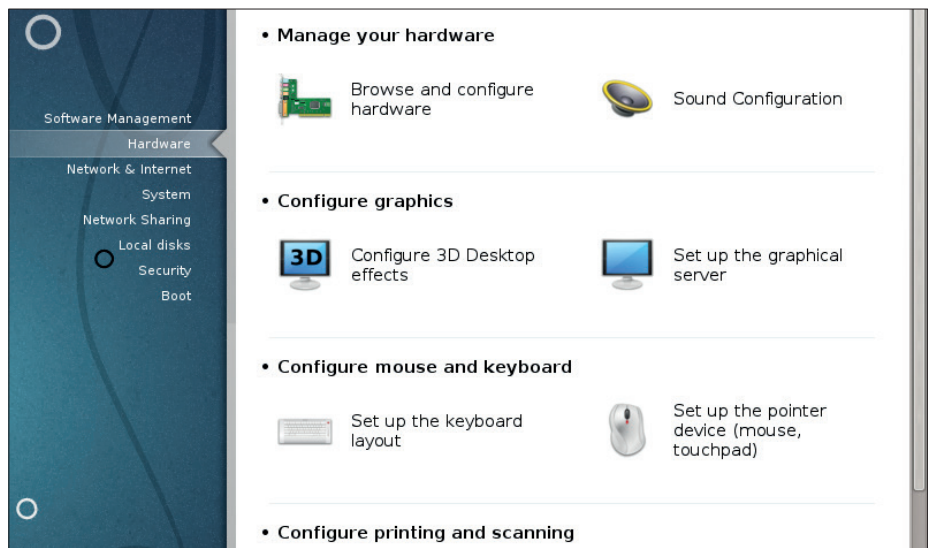 Software Management
Hardware
Network & Internet
System
Network Sharing
Local disks
Security
Boot
• Manage your hardware
Browse and configure
hardware
Sound Configuration
• Configure graphics
3D
Configure 3D Desktop
effects
Set up the graphical
server
• Configure mouse and keyboard
Set up the keyboard
layout
Set up the pointer
device (mouse,
touchpad)
• Configure printing and scanning